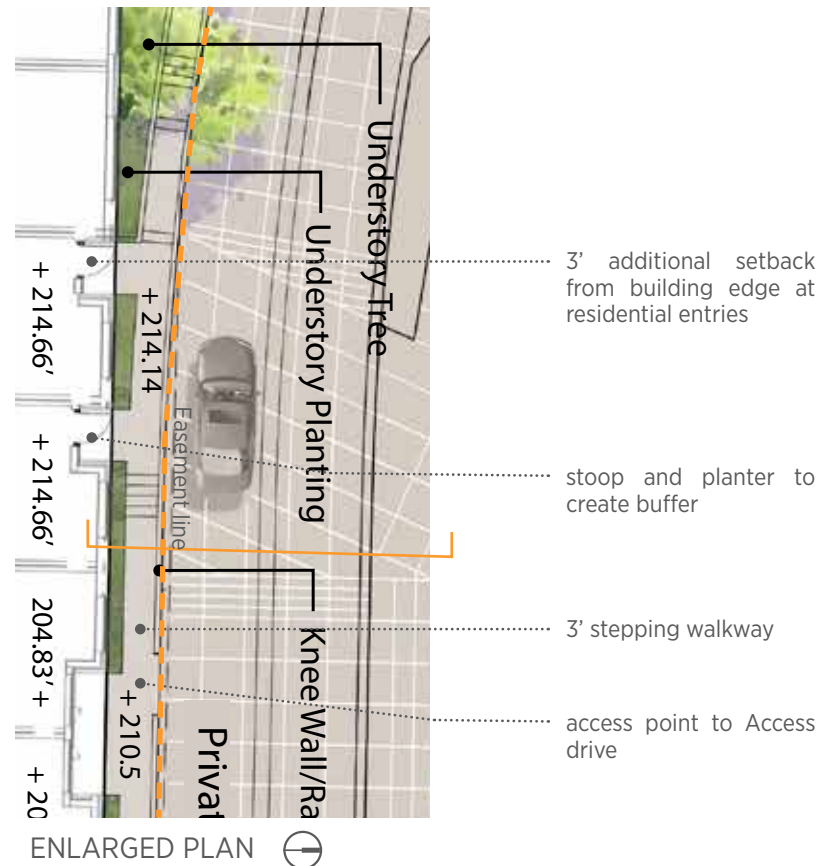 Understory Tree
Understory Planting
+ 214.66'
+ 214.14
Easement line
+ 214.66'
204.83' +
Knee Wall/Ra
+ 210.5
Privat
+ 20
3' additional setback
from building edge at
residential entries
stoop and planter to
create buffer
3' stepping walkway
access point to Access
drive
ENLARGED PLAN